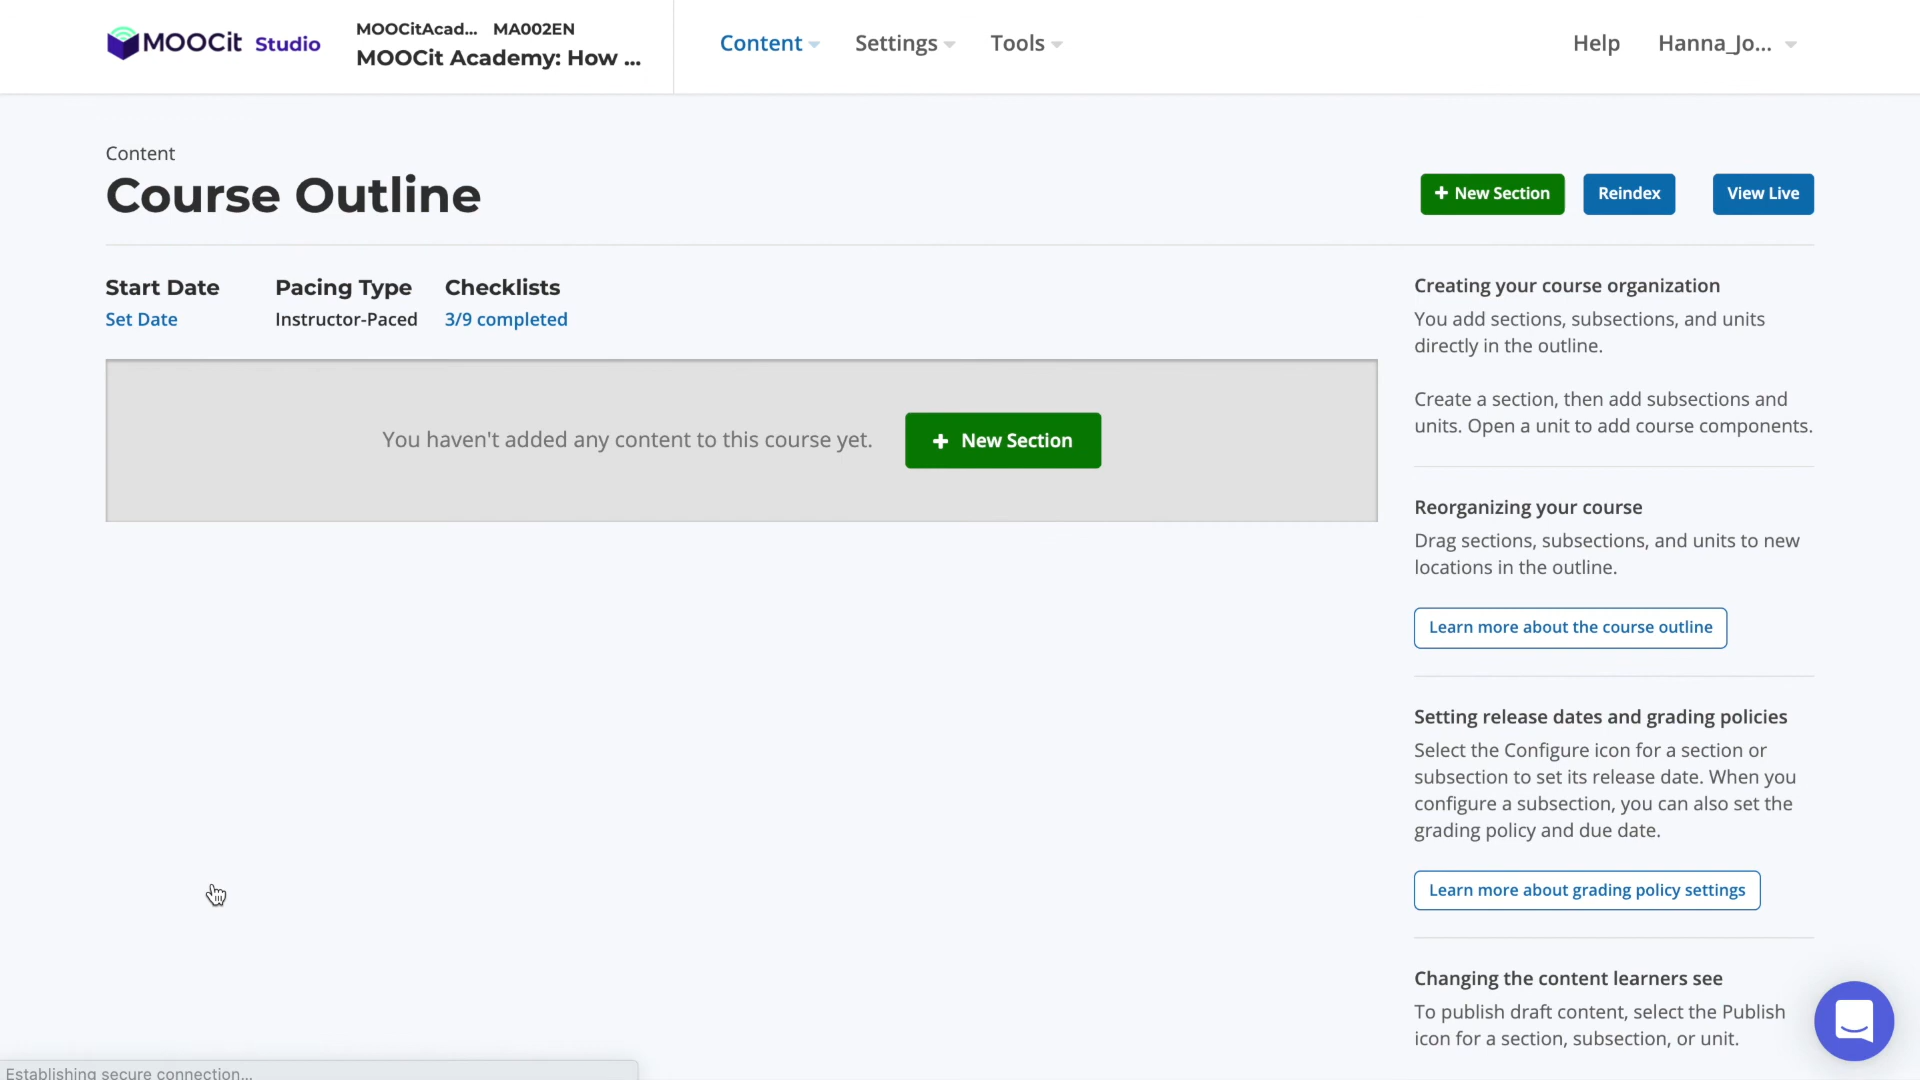 MOOCit Studio
MOOCitAcad... MA002EN
MOOCit Academy: How ...
Content
Settings
Tools
Help
Hanna_Jo...
Content
Course Outline
+ New Section
Reindex
View Live
Start Date
Set Date
Pacing Type
Instructor-Paced
Checklists
3/9 completed
You haven't added any content to this course yet.
+ New Section
Creating your course organization
You add sections, subsections, and units
directly in the outline.
Create a section, then add subsections and
units. Open a unit to add course components.
Reorganizing your course
Drag sections, subsections, and units to new
locations in the outline.
Learn more about the course outline
Setting release dates and grading policies
Select the Configure icon for a section or
subsection to set its release date. When you
configure a subsection, you can also set the
grading policy and due date.
Learn more about grading policy settings
Changing the content learners see
To publish draft content, select the Publish
icon for a section, subsection, or unit.
Establishing secure connection...